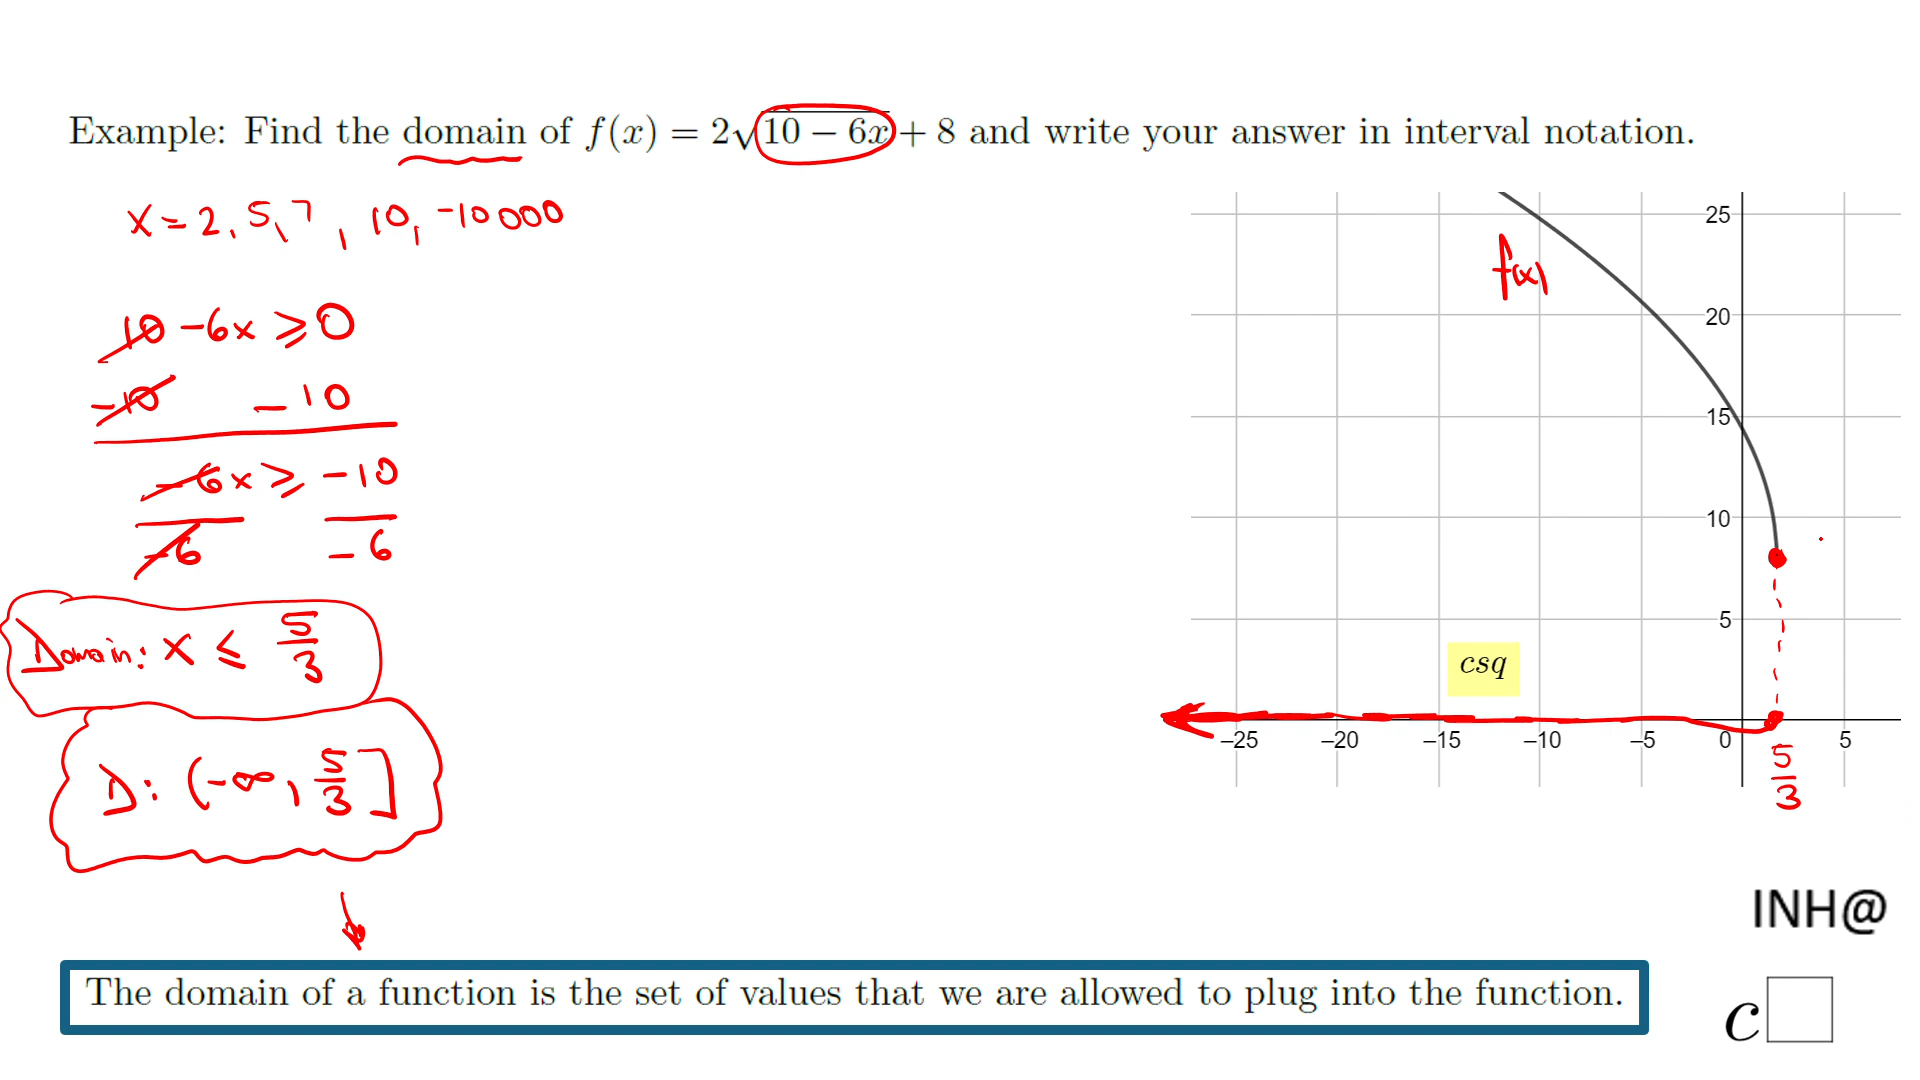 Example: Find the domain of f(x) = 2√10 − 6x + 8 and write your answer in interval notation.
x = 2, 5, 7, 10, -10000
10 - 6x ≥ 0
-10 -10
-6x ≥ -10
-6 -6
Domain: x ≤ 5/3
D: (-∞, 5/3]
f(x)
25
20
15
10
5
csq
−25 −20 −15 −10 −5 0 5
5/3
INH@
The domain of a function is the set of values that we are allowed to plug into the function.
c